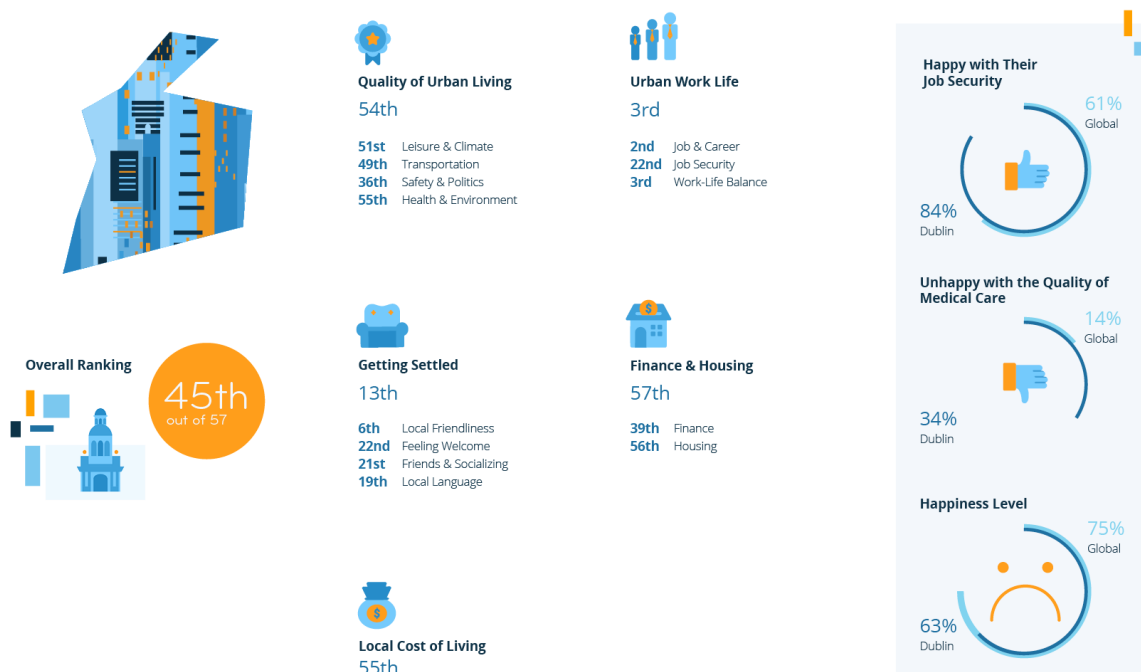 Quality of Urban Living
54th
51st Leisure & Climate
49th Transportation
36th Safety & Politics
55th Health & Environment
Urban Work Life
3rd
2nd Job & Career
22nd Job Security
3rd Work-Life Balance
Overall Ranking
45th
out of 57
Getting Settled
13th
6th Local Friendliness
22nd Feeling Welcome
21st Friends & Socializing
19th Local Language
$
Finance & Housing
57th
39th Finance
56th Housing
$
Local Cost of Living
55th
Happy with Their
Job Security
61%
Global
84%
Dublin
Unhappy with the Quality of
Medical Care
14%
Global
34%
Dublin
Happiness Level
75%
Global
63%
Dublin